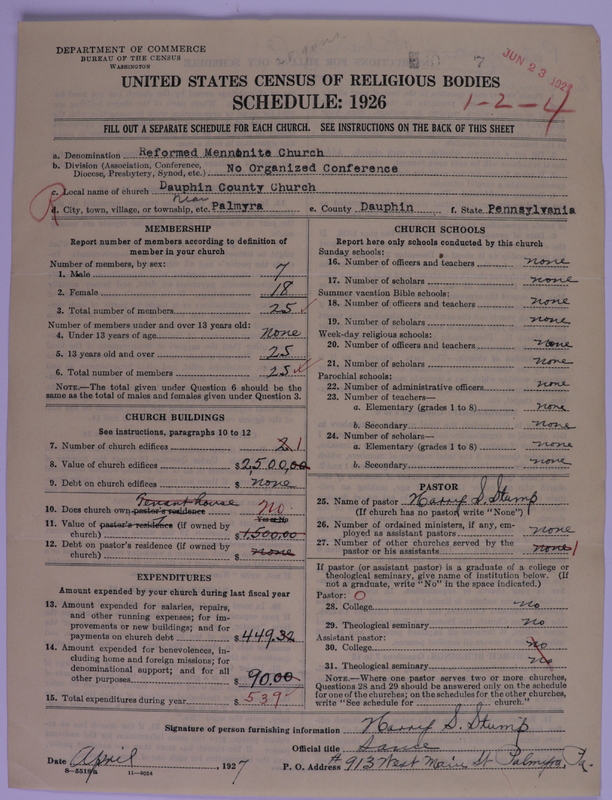 DEPARTMENT OF COMMERCE
BUREAU OF THE CENSUS
WASHINGTON
7
JUN 23
UNITED STATES CENSUS OF RELIGIOUS BODIES
SCHEDULE: 1926
1-2-4
FILL OUT A SEPARATE SCHEDULE FOR EACH CHURCH. SEE INSTRUCTIONS ON THE BACK OF THIS SHEET
a. Denomination Reformed Mennonite Church
b. Division (Association, Conference, Diocese, Presbytery, Synod, etc.) No Organized Conference
c. Local name of church Dauphin County Church
R
d. City, town, village, or township, etc. Near Palmyra e. County Dauphin f. State Pennsylvania
MEMBERSHIP
Report number of members according to definition of
member in your church
Number of members, by sex:
1. Male 7
2. Female 18
3. Total number of members 25 ✓
Number of members under and over 13 years old:
4. Under 13 years of age None
5. 13 years old and over 25
6. Total number of members 25 ✓
NOTE.—The total given under Question 6 should be
the same as the total of males and females given under Question 3.
CHURCH BUILDINGS
See instructions, paragraphs 10 to 12
7. Number of church edifices 2 1
8. Value of church edifices $2,500,00
9. Debt on church edifices $ none
Tenant house
10. Does church own pastor's residence No
Yes or No
11. Value of pastor's residence (if owned by
church) $1,500.00
12. Debt on pastor's residence (if owned by
church) $ none
EXPENDITURES
Amount expended by your church during last fiscal year
13. Amount expended for salaries, repairs,
and other running expenses; for im-
provements or new buildings; and for
payments on church debt $449.32
14. Amount expended for benevolences, in-
cluding home and foreign missions; for
denominational support; and for all
other purposes $ 90.00
15. Total expenditures during year $ 539
CHURCH SCHOOLS
Report here only schools conducted by this church
Sunday schools:
16. Number of officers and teachers none
17. Number of scholars none
Summer vacation Bible schools:
18. Number of officers and teachers none
19. Number of scholars none
Week-day religious schools:
20. Number of officers and teachers none
21. Number of scholars none
Parochial schools:
22. Number of administrative officers none
23. Number of teachers—
a. Elementary (grades 1 to 8) none
b. Secondary none
24. Number of scholars—
a. Elementary (grades 1 to 8) none
b. Secondary none
PASTOR
25. Name of pastor Harry S. Stump
(If church has no pastor, write "None")
26. Number of ordained ministers, if any, em-
ployed as assistant pastors none
27. Number of other churches served by the
pastor or his assistants none 1
If pastor (or assistant pastor) is a graduate of a college or
theological seminary, give name of institution below. (If
not a graduate, write "No" in the space indicated.)
Pastor: O
28. College no
29. Theological seminary no
Assistant pastor:
30. College no
31. Theological seminary no
NOTE.—Where one pastor serves two or more churches,
Questions 28 and 29 should be answered only on the schedule
for one of the churches; on the schedules for the other churches,
write "See schedule for church."
Signature of person furnishing information Harry S. Stump
Official title
Date April, 1927 P. O. Address # 913 West Main St Palmyra, Pa.
8-5518a 11-9054